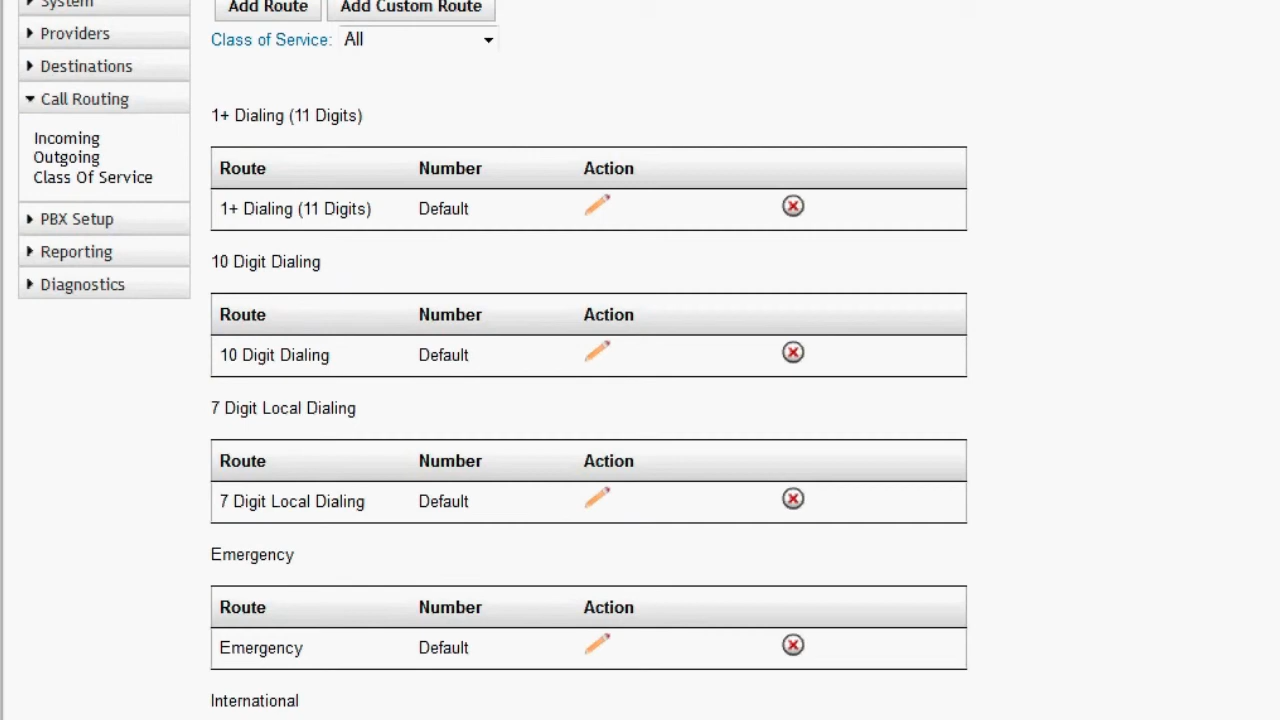 System
Providers
Destinations
Call Routing
Incoming
Outgoing
Class Of Service
PBX Setup
Reporting
Diagnostics
Add Route Add Custom Route
Class of Service: All
1+ Dialing (11 Digits)
Route Number Action
1+ Dialing (11 Digits) Default
10 Digit Dialing
Route Number Action
10 Digit Dialing Default
7 Digit Local Dialing
Route Number Action
7 Digit Local Dialing Default
Emergency
Route Number Action
Emergency Default
International